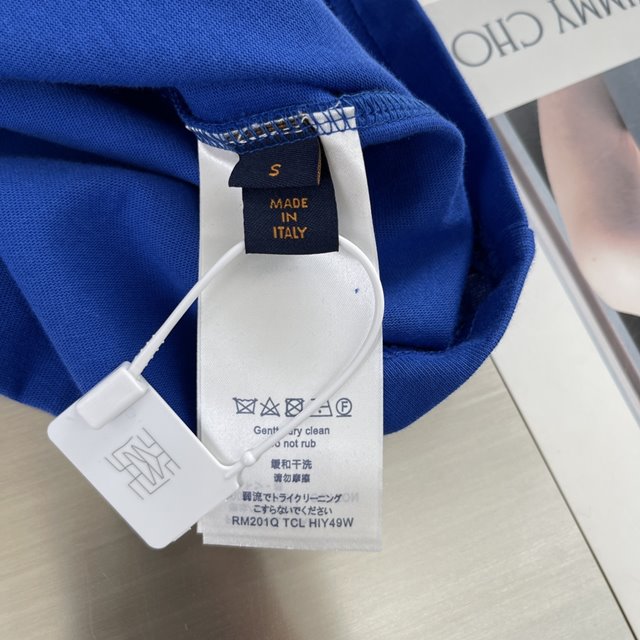 JIMMY CHO
S
MADE
IN
ITALY
Gentle dry clean
Do not rub
缓和干洗
请勿摩擦
弱流でドライクリーニング
こすらないでください
RM201Q TCL HIY49W